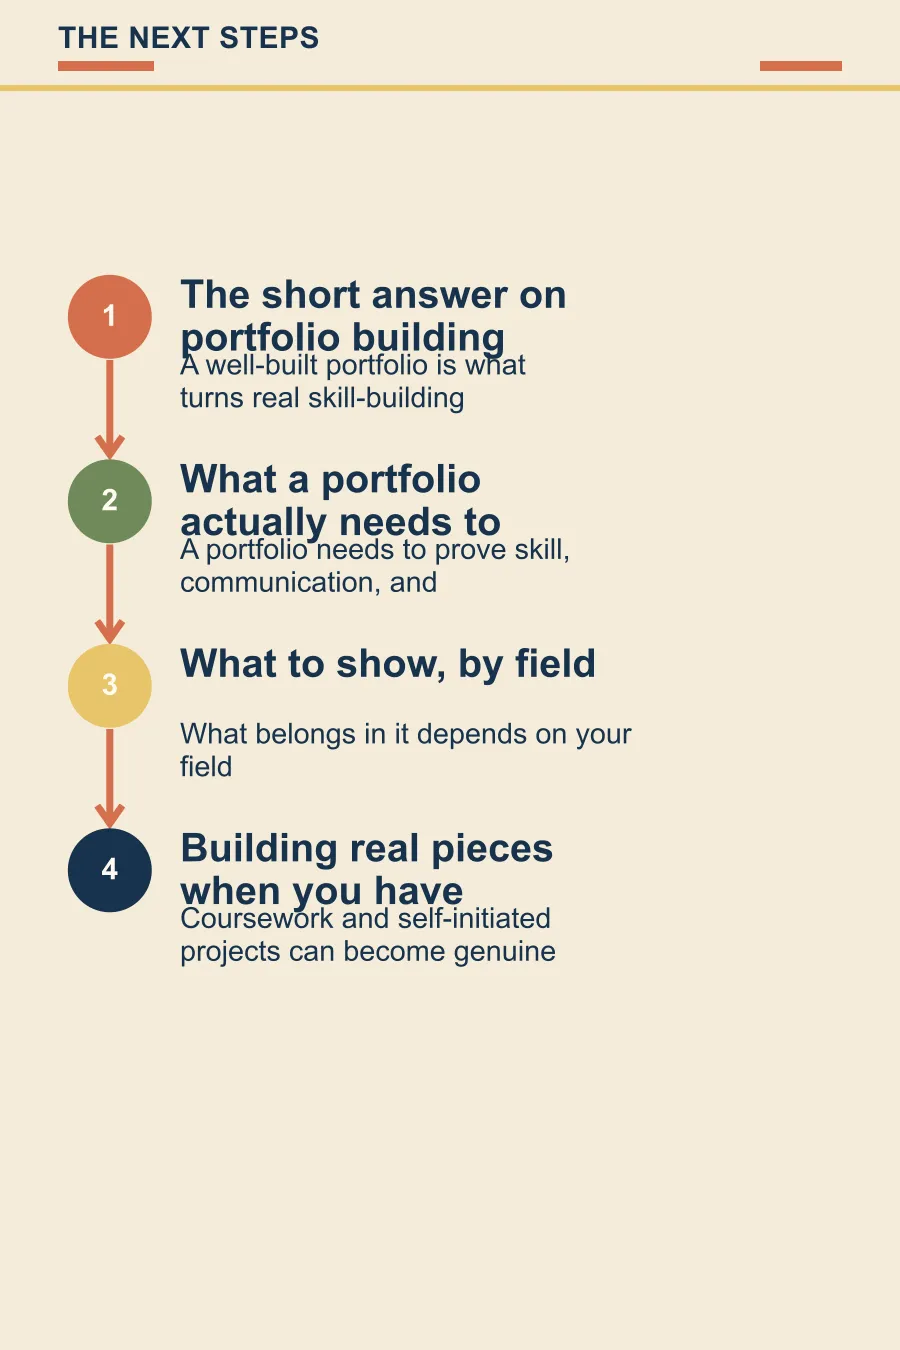 THE NEXT STEPS
1
The short answer on
portfolio building
A well-built portfolio is what
turns real skill-building
2
What a portfolio
actually needs to
A portfolio needs to prove skill,
communication, and
3
What to show, by field
What belongs in it depends on your
field
4
Building real pieces
when you have
Coursework and self-initiated
projects can become genuine